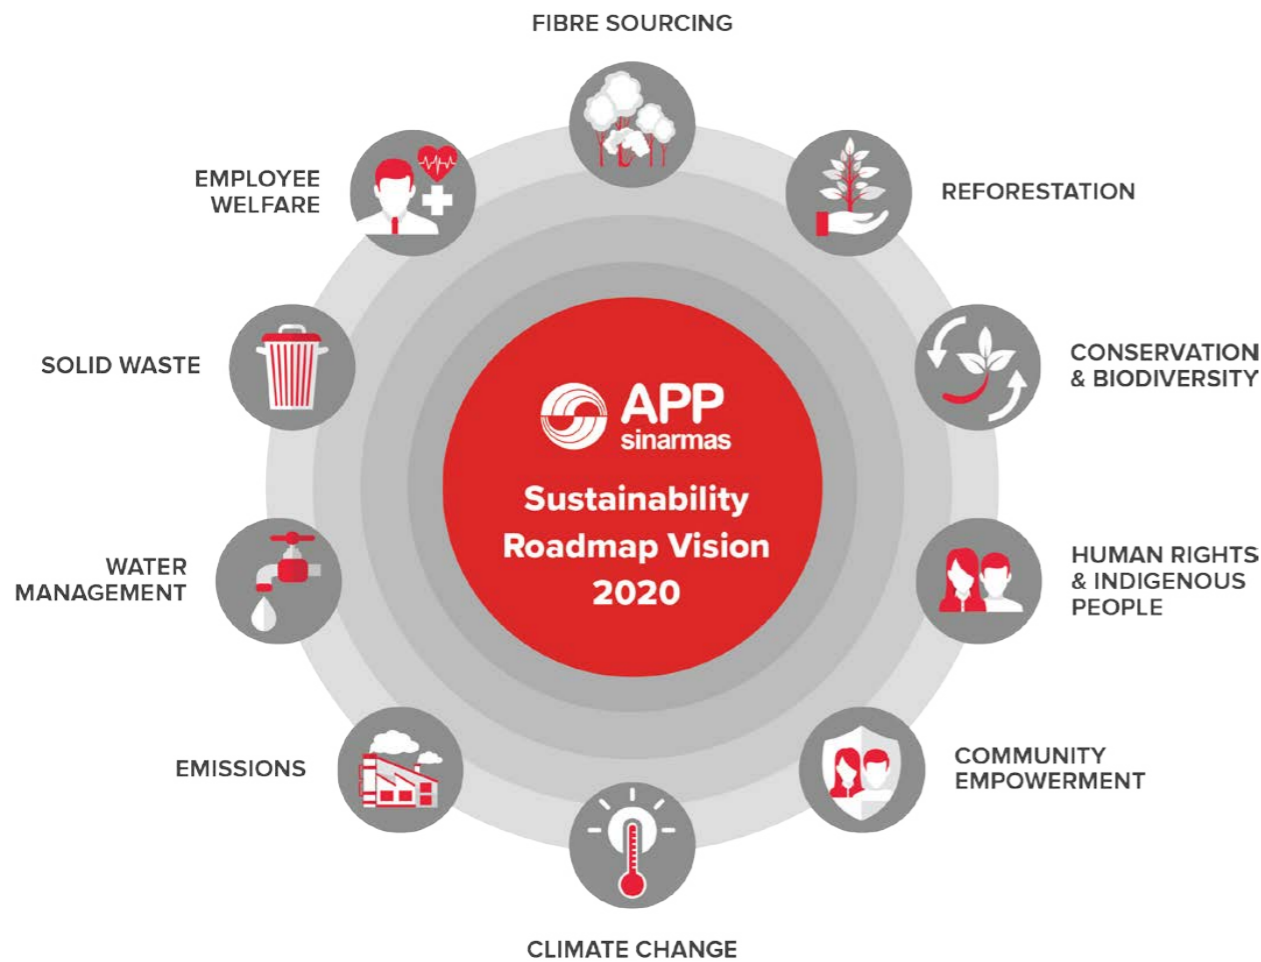 FIBRE SOURCING
EMPLOYEE
WELFARE
REFORESTATION
SOLID WASTE
CONSERVATION
& BIODIVERSITY
APP
sinarmas
Sustainability
Roadmap Vision
2020
WATER
MANAGEMENT
HUMAN RIGHTS
& INDIGENOUS
PEOPLE
EMISSIONS
COMMUNITY
EMPOWERMENT
CLIMATE CHANGE